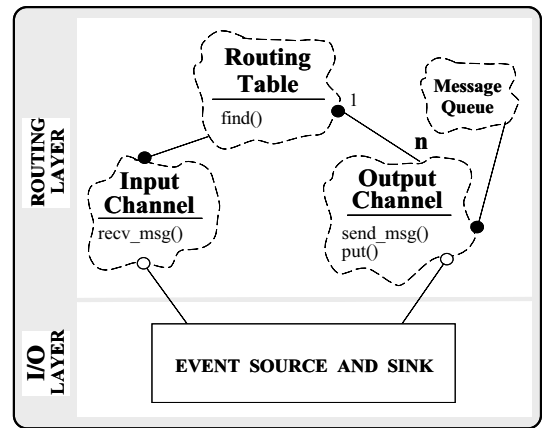 ROUTING
LAYER
Routing
Table
find()
1
n
Message
Queue
Input
Channel
recv_msg()
Output
Channel
send_msg()
put()
I/O
LAYER
EVENT SOURCE AND SINK